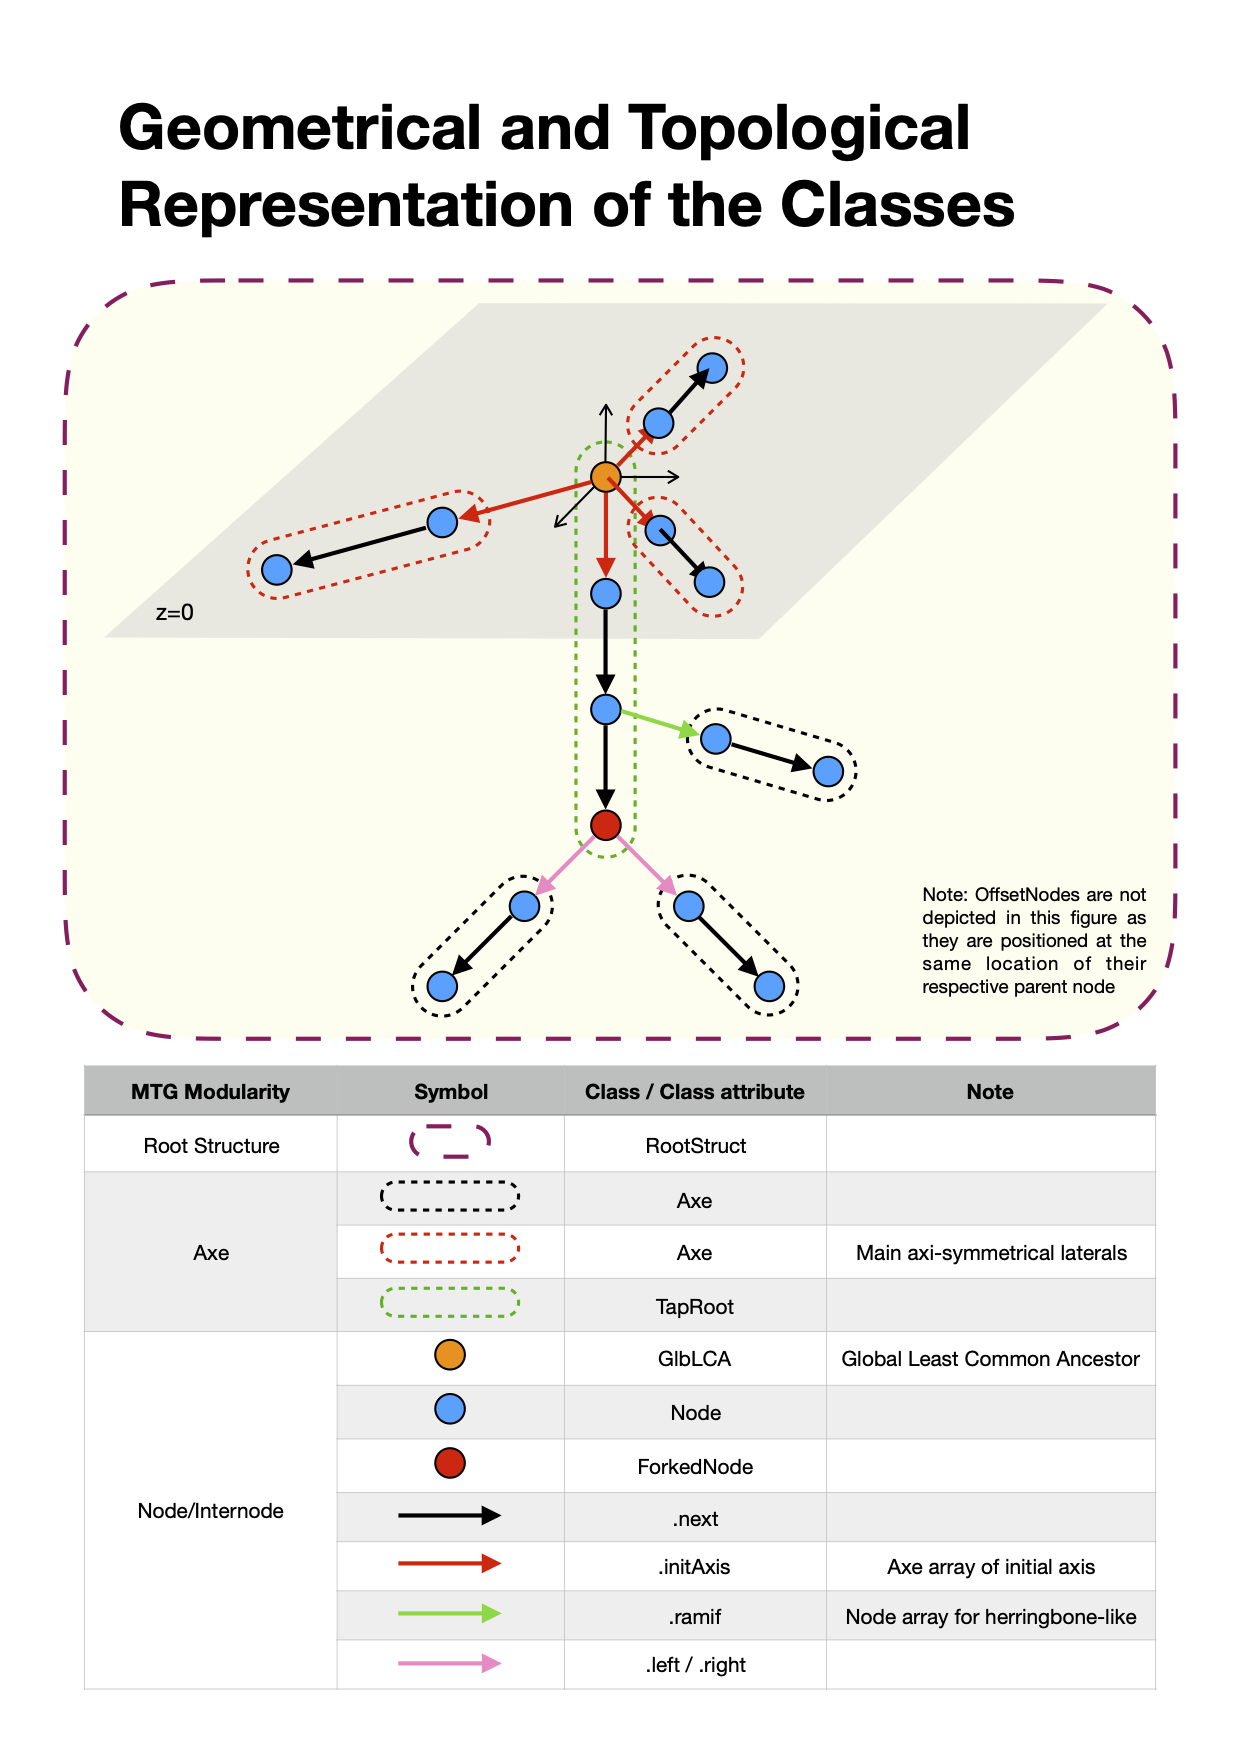 Geometrical and Topological
Representation of the Classes
z=0
Note: OffsetNodes are not
depicted in this figure as
they are positioned at the
same location of their
respective parent node
MTG Modularity Symbol Class / Class attribute Note
Root Structure RootStruct
Axe
Axe
Axe Main axi-symmetrical laterals
TapRoot
GlbLCA Global Least Common Ancestor
Node
ForkedNode
Node/Internode
.next
.initAxis Axe array of initial axis
.ramif Node array for herringbone-like
.left / .right